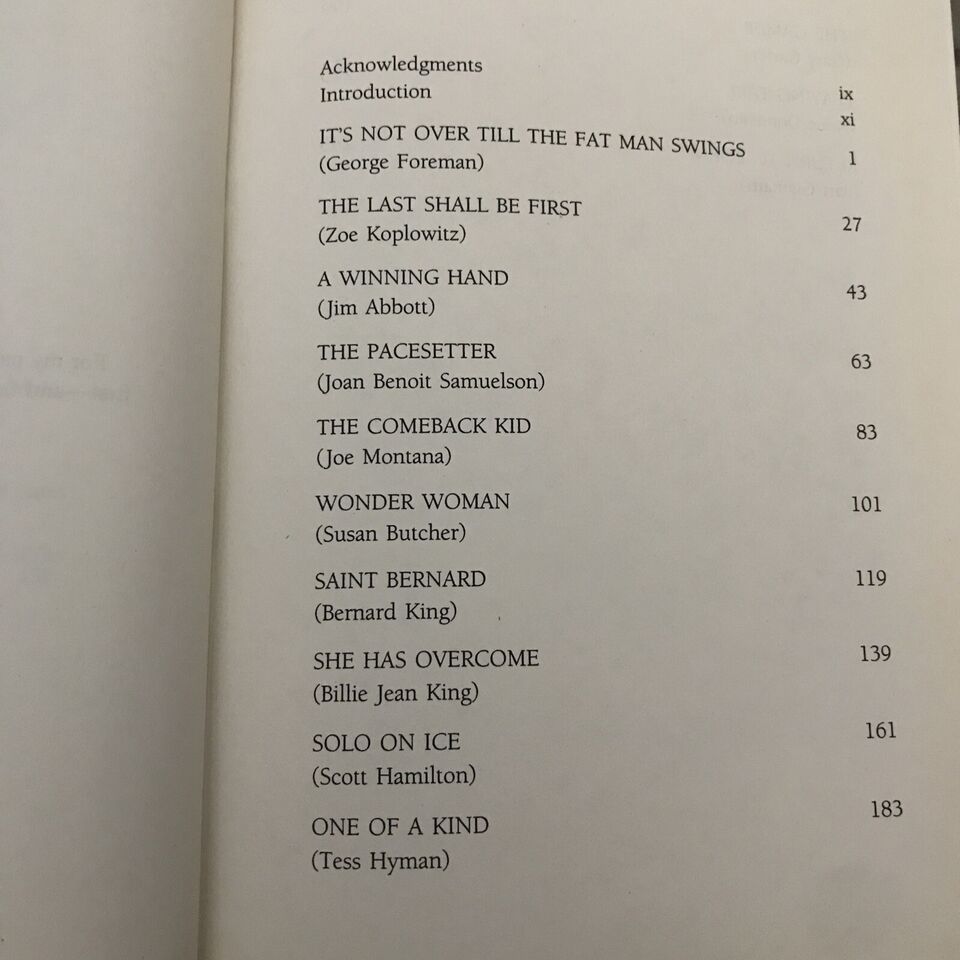 Acknowledgments ix
Introduction xi
IT'S NOT OVER TILL THE FAT MAN SWINGS 1
(George Foreman)
THE LAST SHALL BE FIRST 27
(Zoe Koplowitz)
A WINNING HAND 43
(Jim Abbott)
THE PACESETTER 63
(Joan Benoit Samuelson)
THE COMEBACK KID 83
(Joe Montana)
WONDER WOMAN 101
(Susan Butcher)
SAINT BERNARD 119
(Bernard King)
SHE HAS OVERCOME 139
(Billie Jean King)
SOLO ON ICE 161
(Scott Hamilton)
ONE OF A KIND 183
(Tess Hyman)